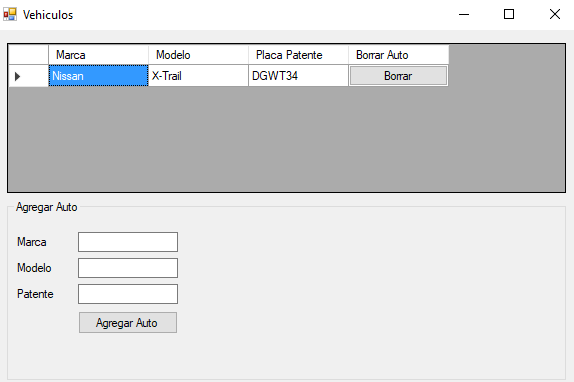 Vehiculos
Marca Modelo Placa Patente Borrar Auto
Nissan X-Trail DGWT34 Borrar
Agregar Auto
Marca
Modelo
Patente
Agregar Auto